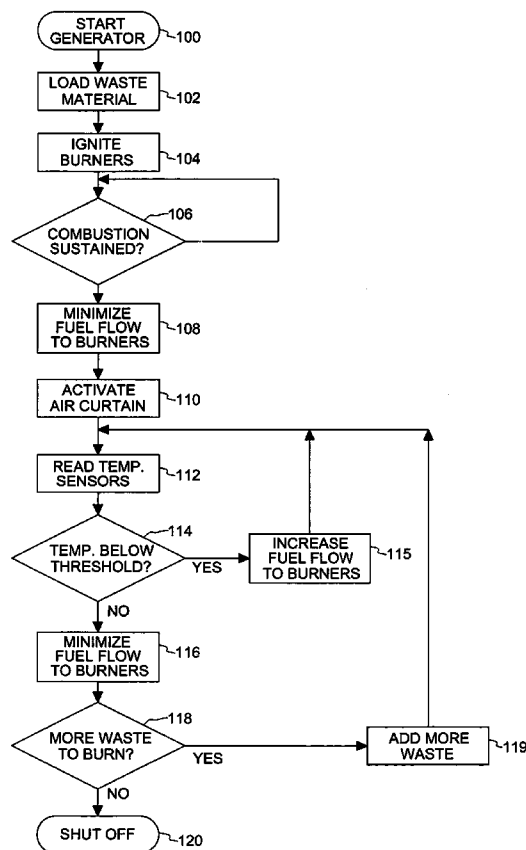 START
GENERATOR
100
LOAD WASTE
MATERIAL
102
IGNITE
BURNERS
104
106
COMBUSTION
SUSTAINED?
MINIMIZE
FUEL FLOW
TO BURNERS
108
ACTIVATE
AIR CURTAIN
110
READ TEMP.
SENSORS
112
114
TEMP. BELOW
THRESHOLD?
YES
INCREASE
FUEL FLOW
TO BURNERS
115
NO
MINIMIZE
FUEL FLOW
TO BURNERS
116
118
MORE WASTE
TO BURN?
YES
ADD MORE
WASTE
119
NO
SHUT OFF
120